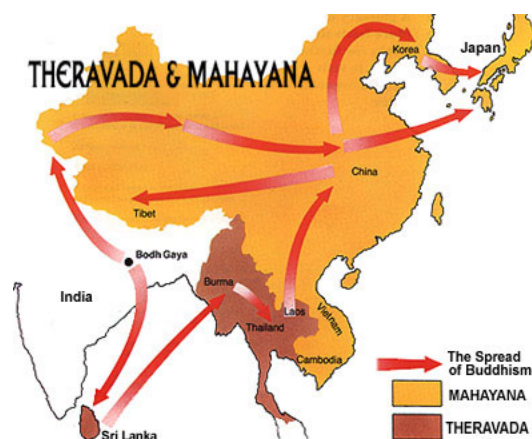 Korea
Japan
THERAVADA & MAHAYANA
China
Tibet
Bodh Gaya
India
Burma
Laos
Thailand
Vietnam
Cambodia
Sri Lanka
The Spread
of Buddhism
MAHAYANA
THERAVADA